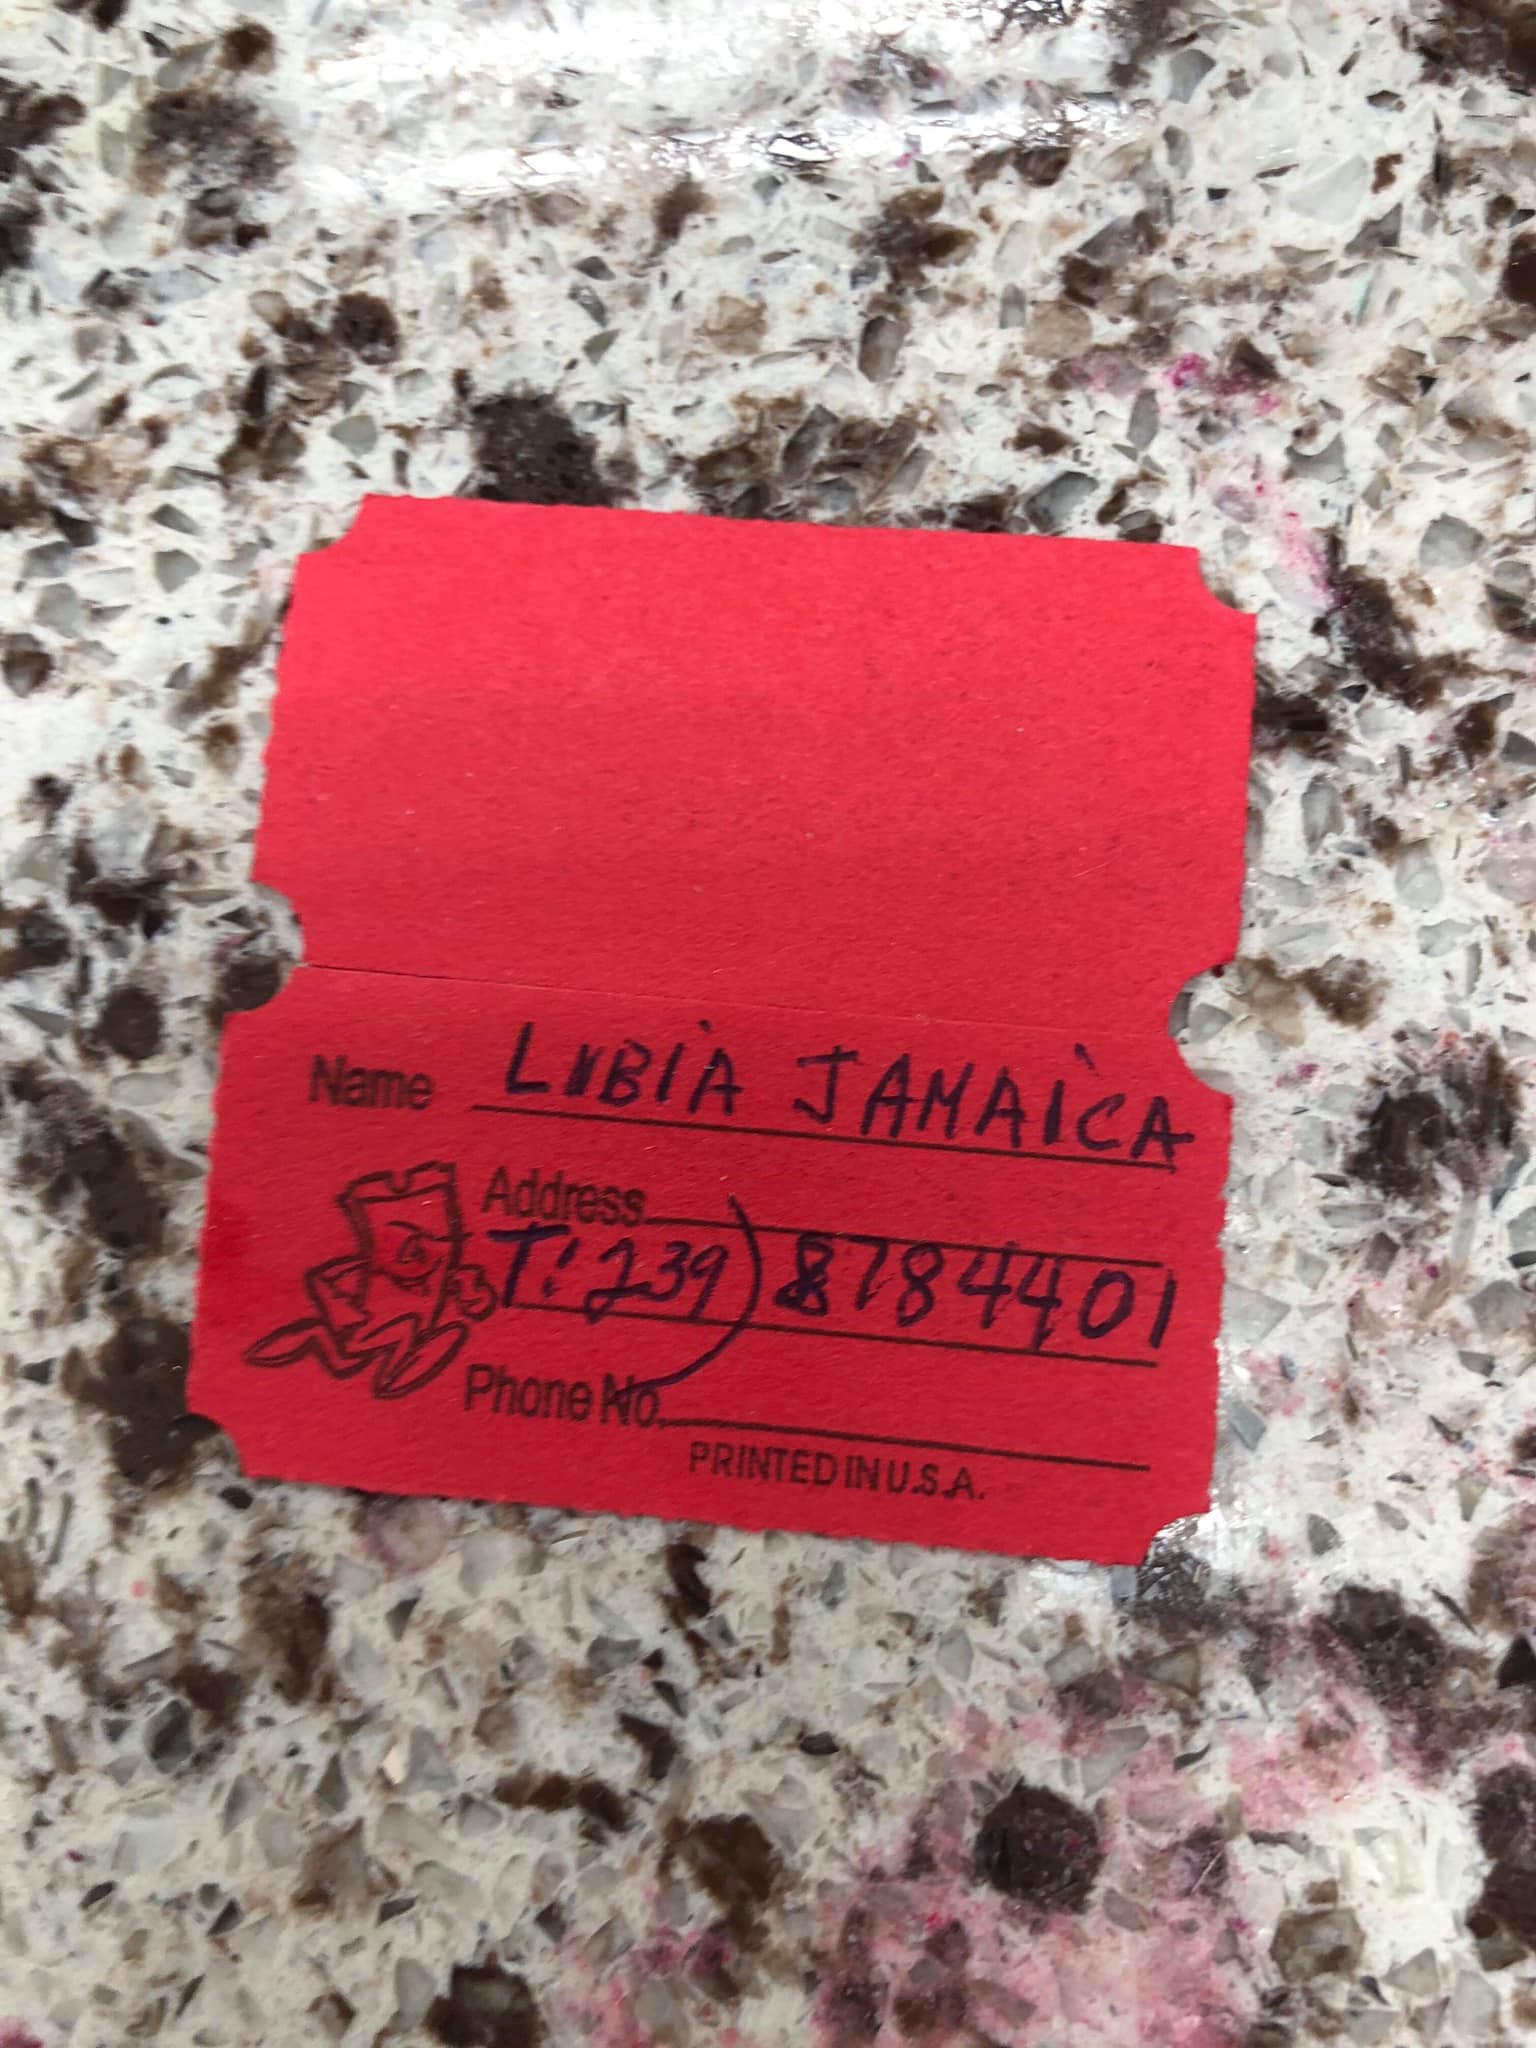 Name LUBIA JAMAICA
Address
T: 239) 8784401
Phone No.
PRINTED IN U.S.A.